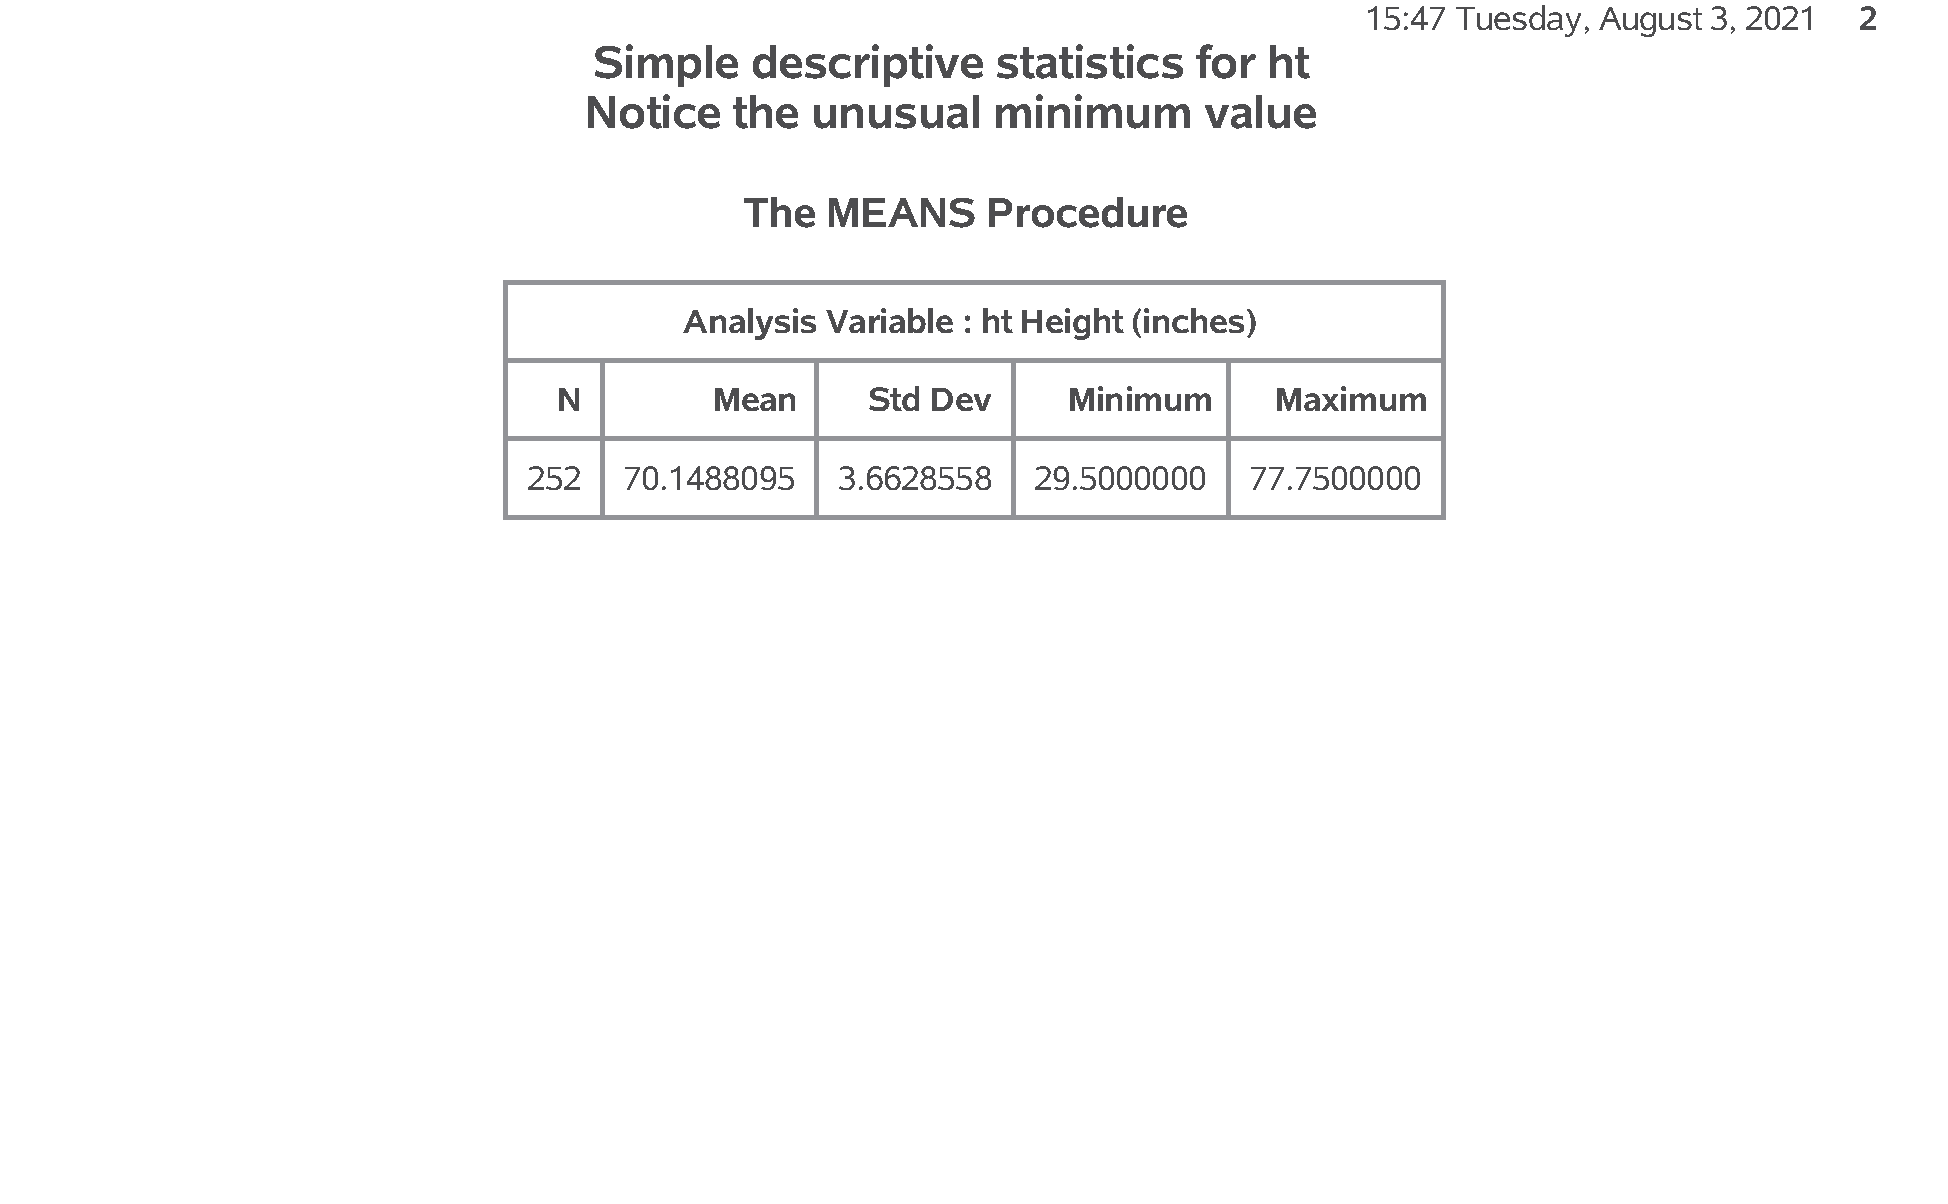 15:47 Tuesday, August 3, 2021 2
Simple descriptive statistics for ht
Notice the unusual minimum value
The MEANS Procedure
Analysis Variable : ht Height (inches)
N Mean Std Dev Minimum Maximum
252 70.1488095 3.6628558 29.5000000 77.7500000